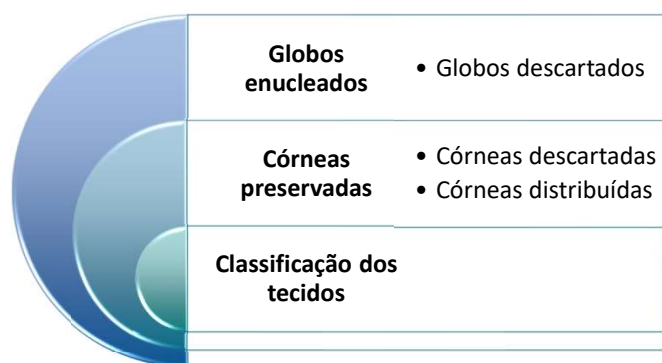 Globos
enucleados
• Globos descartados
Córneas
preservadas
• Córneas descartadas
• Córneas distribuídas
Classificação dos
tecidos